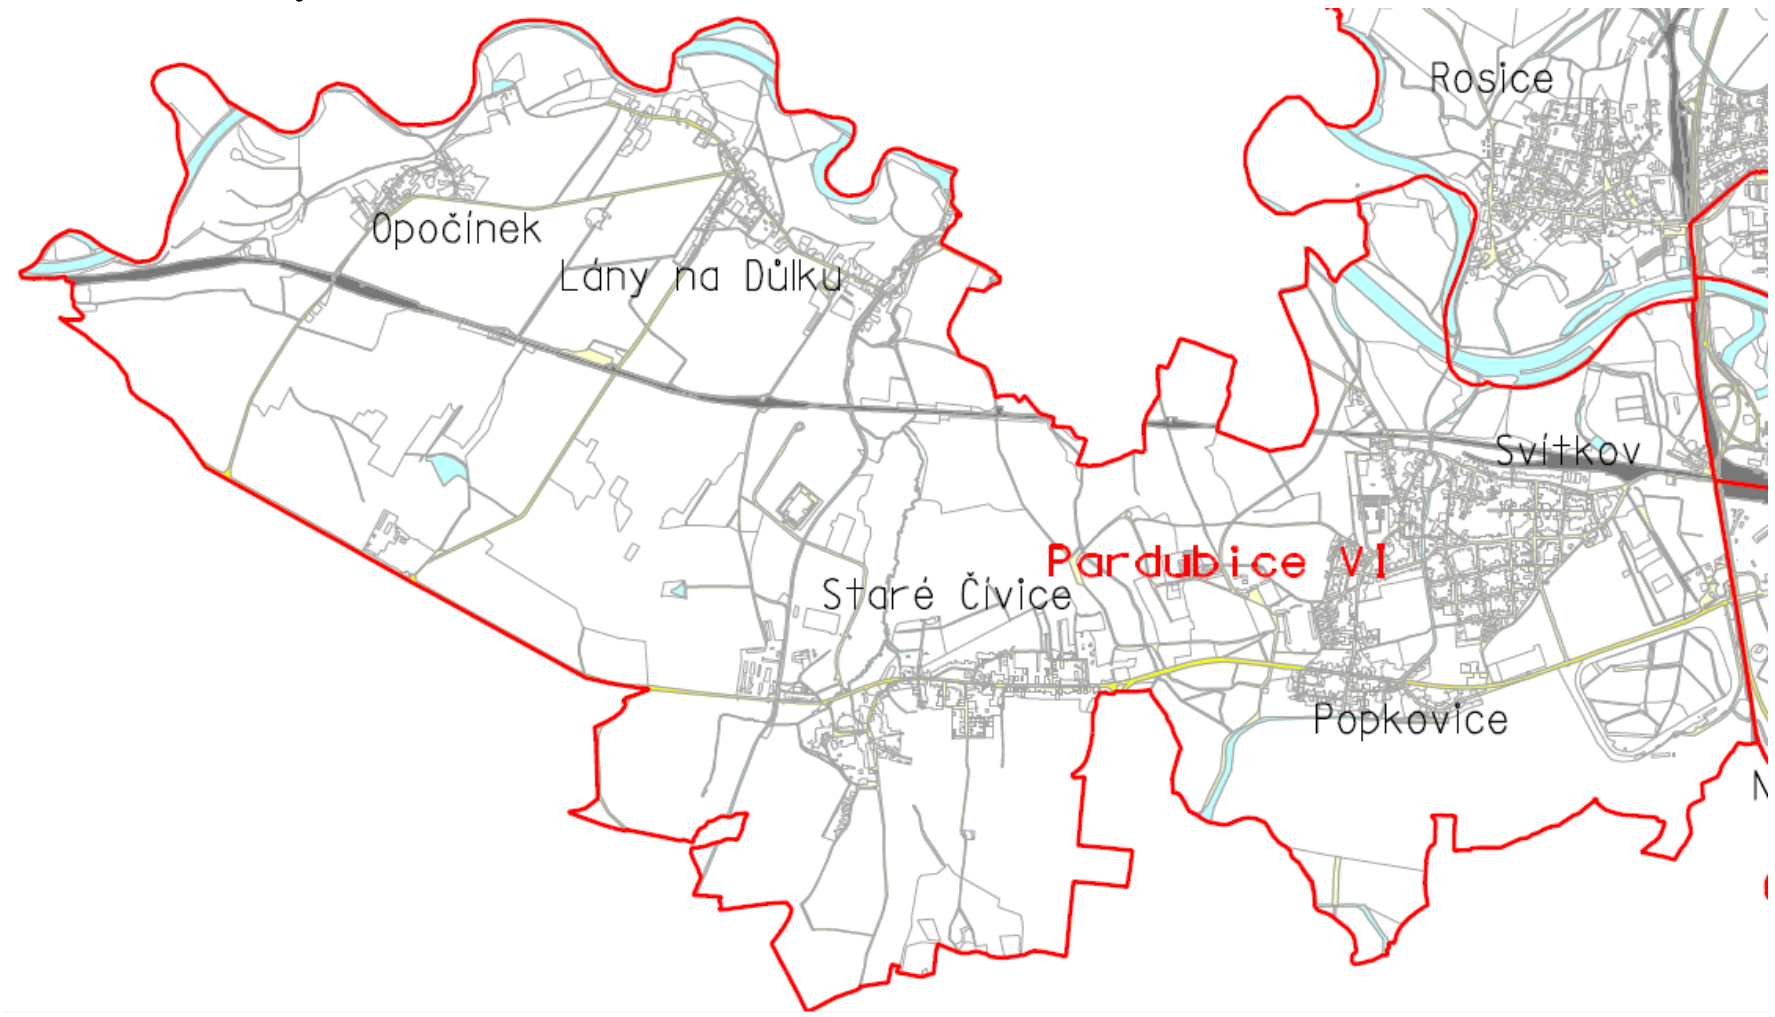 Rosice
Opočínek
Lány na Důlku
Svítkov
Pardubice VI
Staré Čívice
Popkovice
N